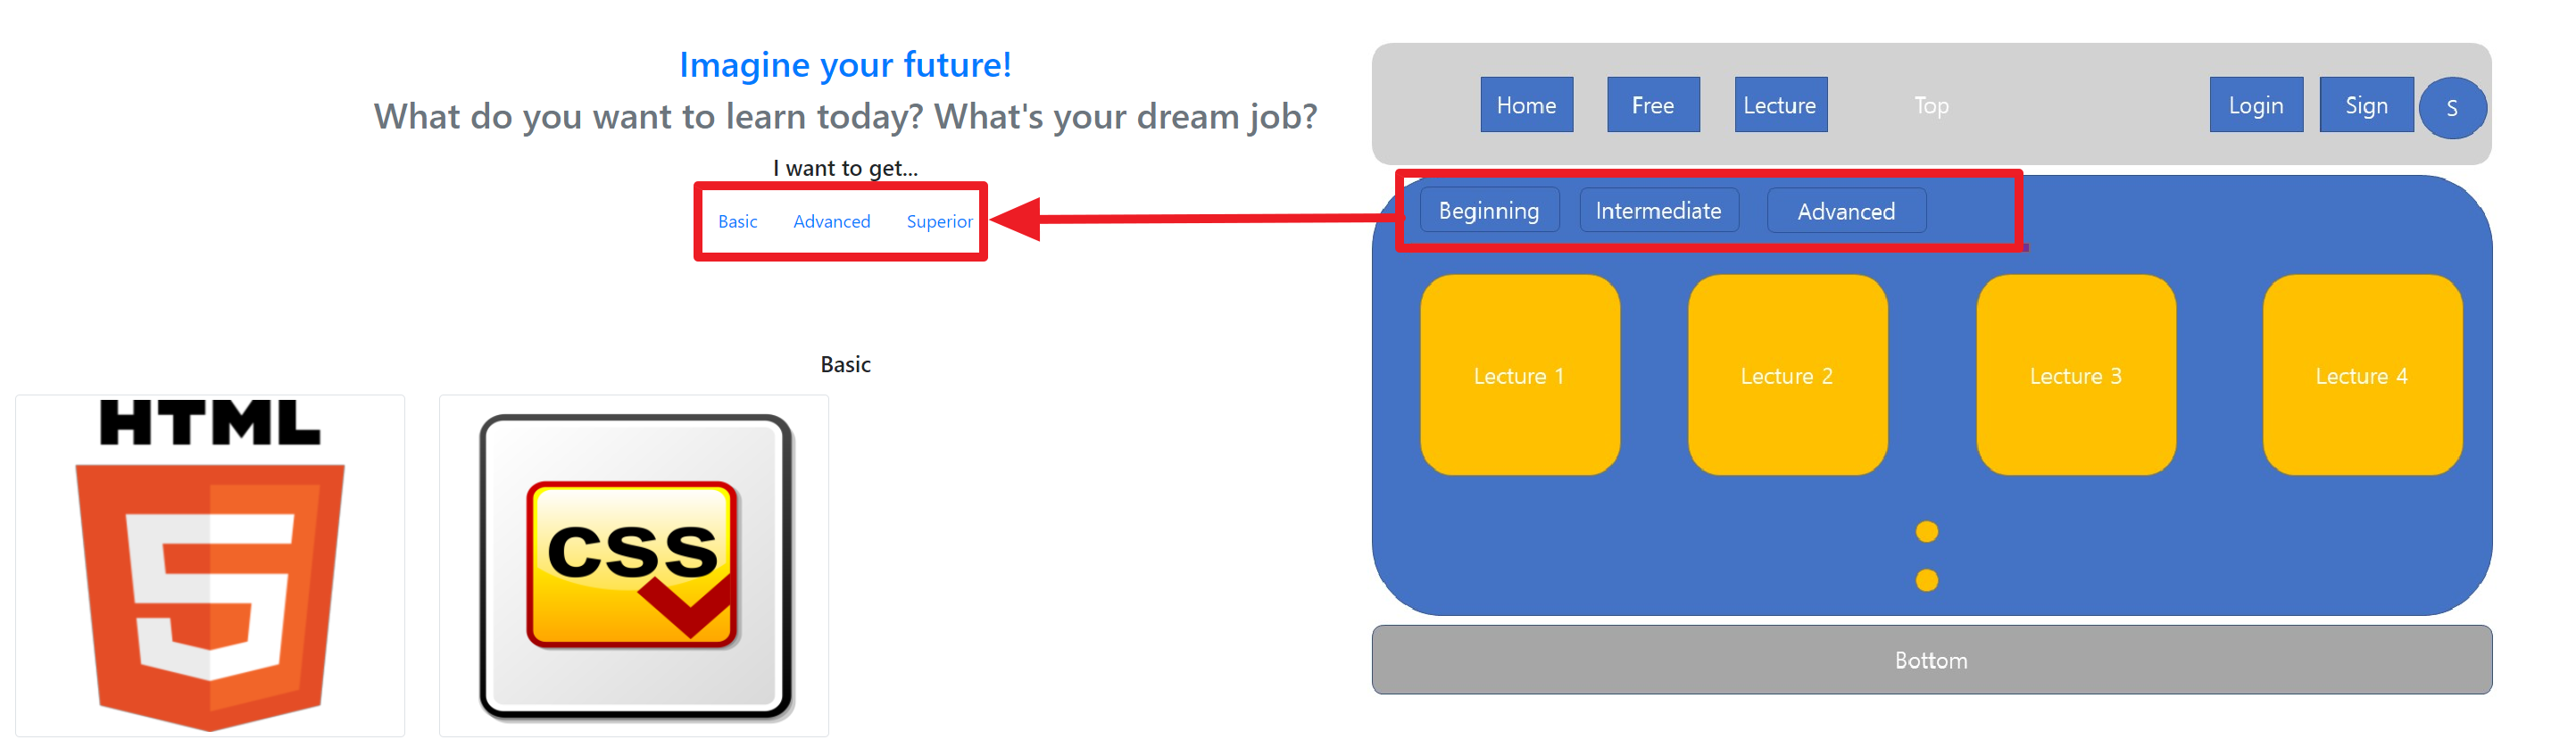 Imagine your future!
What do you want to learn today? What's your dream job?
I want to get...
Basic Advanced Superior
Basic
HTML
CSS
Home Free Lecture Top Login Sign S
Beginning Intermediate Advanced
Lecture 1 Lecture 2 Lecture 3 Lecture 4
Bottom